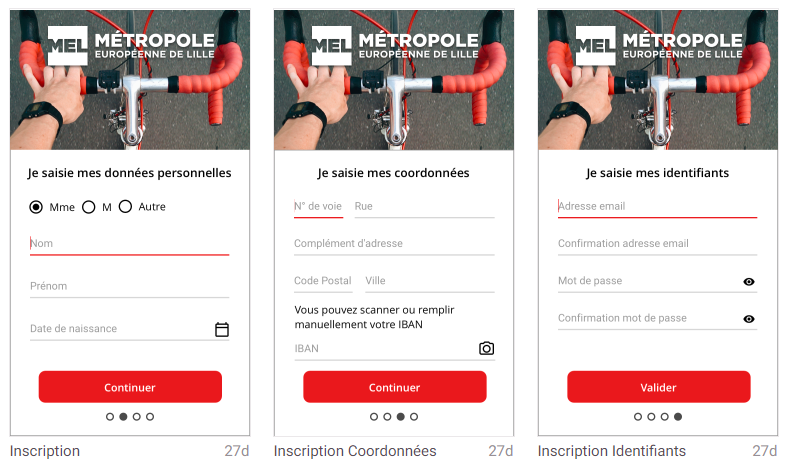 MEL MÉTROPOLE
EUROPÉENNE DE LILLE
Je saisie mes données personnelles
Mme M Autre
Nom
Prénom
Date de naissance
Continuer
Inscription 27d
MEL MÉTROPOLE
EUROPÉENNE DE LILLE
Je saisie mes coordonnées
N° de voie Rue
Complément d'adresse
Code Postal Ville
Vous pouvez scanner ou remplir
manuellement votre IBAN
IBAN
Continuer
Inscription Coordonnées 27d
MEL MÉTROPOLE
EUROPÉENNE DE LILLE
Je saisie mes identifiants
Adresse email
Confirmation adresse email
Mot de passe
Confirmation mot de passe
Valider
Inscription Identifiants 27d